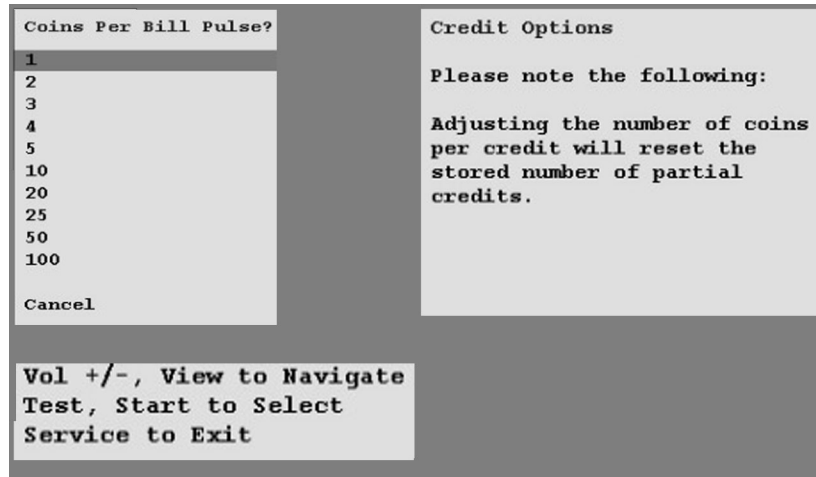 Coins Per Bill Pulse?
1
2
3
4
5
10
20
25
50
100
Cancel
Credit Options
Please note the following:
Adjusting the number of coins
per credit will reset the
stored number of partial
credits.
Vol +/-, View to Navigate
Test, Start to Select
Service to Exit